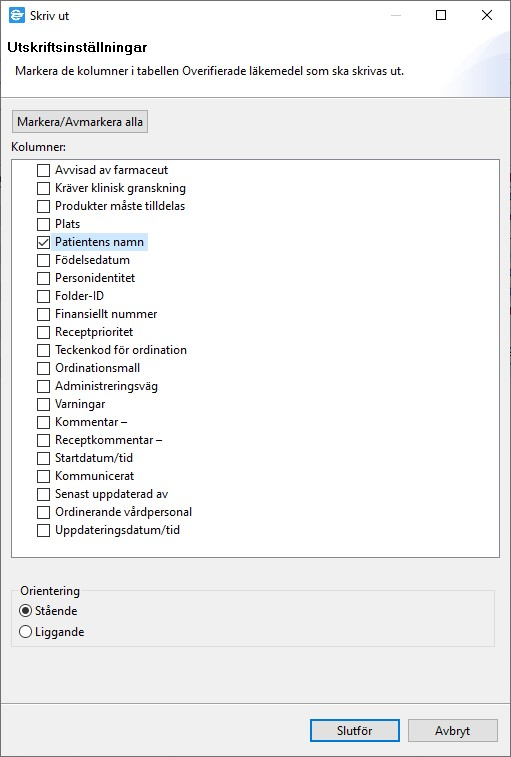 Skriv ut
Utskriftsinställningar
Markera de kolumner i tabellen Overifierade läkemedel som ska skrivas ut.
Markera/Avmarkera alla
Kolumner:
Avvisad av farmaceut
Kräver klinisk granskning
Produkter måste tilldelas
Plats
Patientens namn
Födelsedatum
Personidentitet
Folder-ID
Finansiellt nummer
Receptprioritet
Teckenkod för ordination
Ordinationsmall
Administreringsväg
Varningar
Kommentar –
Receptkommentar –
Startdatum/tid
Kommunicerat
Senast uppdaterad av
Ordinerande vårdpersonal
Uppdateringsdatum/tid
Orientering
Stående
Liggande
Slutför
Avbryt